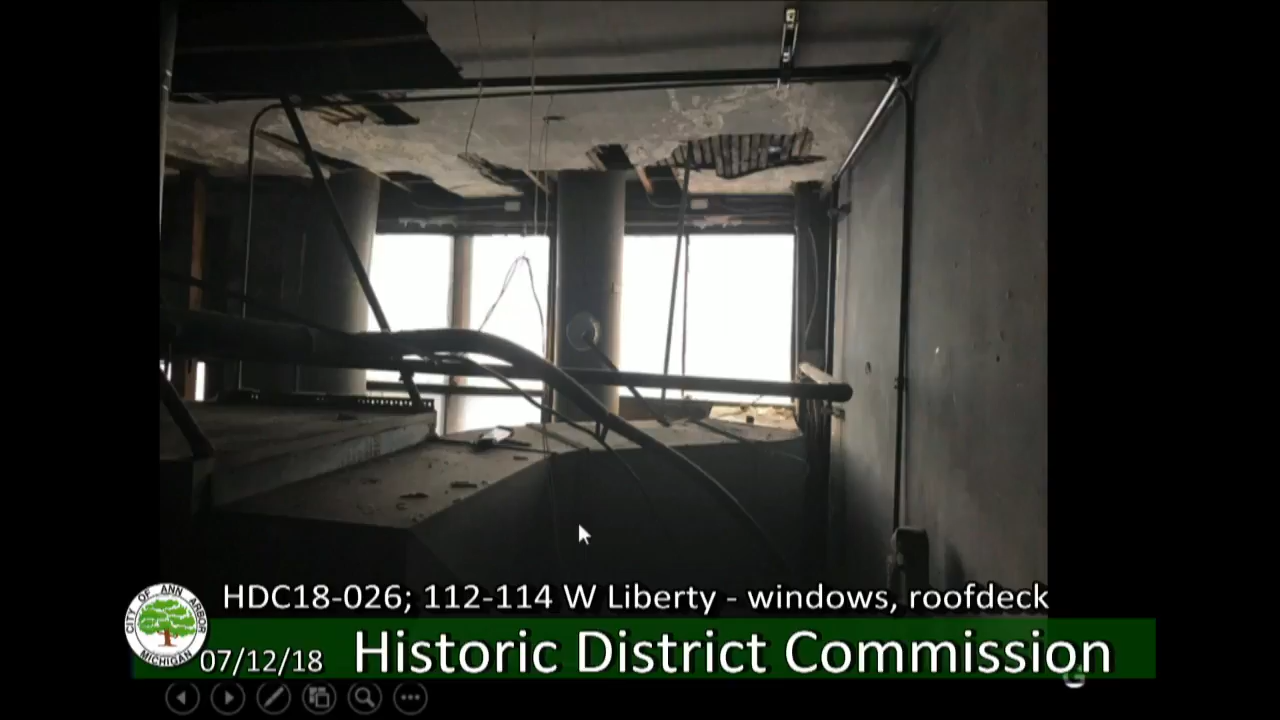 HDC18-026; 112-114 W Liberty - windows, roofdeck
CITY OF ANN ARBOR
MICHIGAN
07/12/18 Historic District Commission